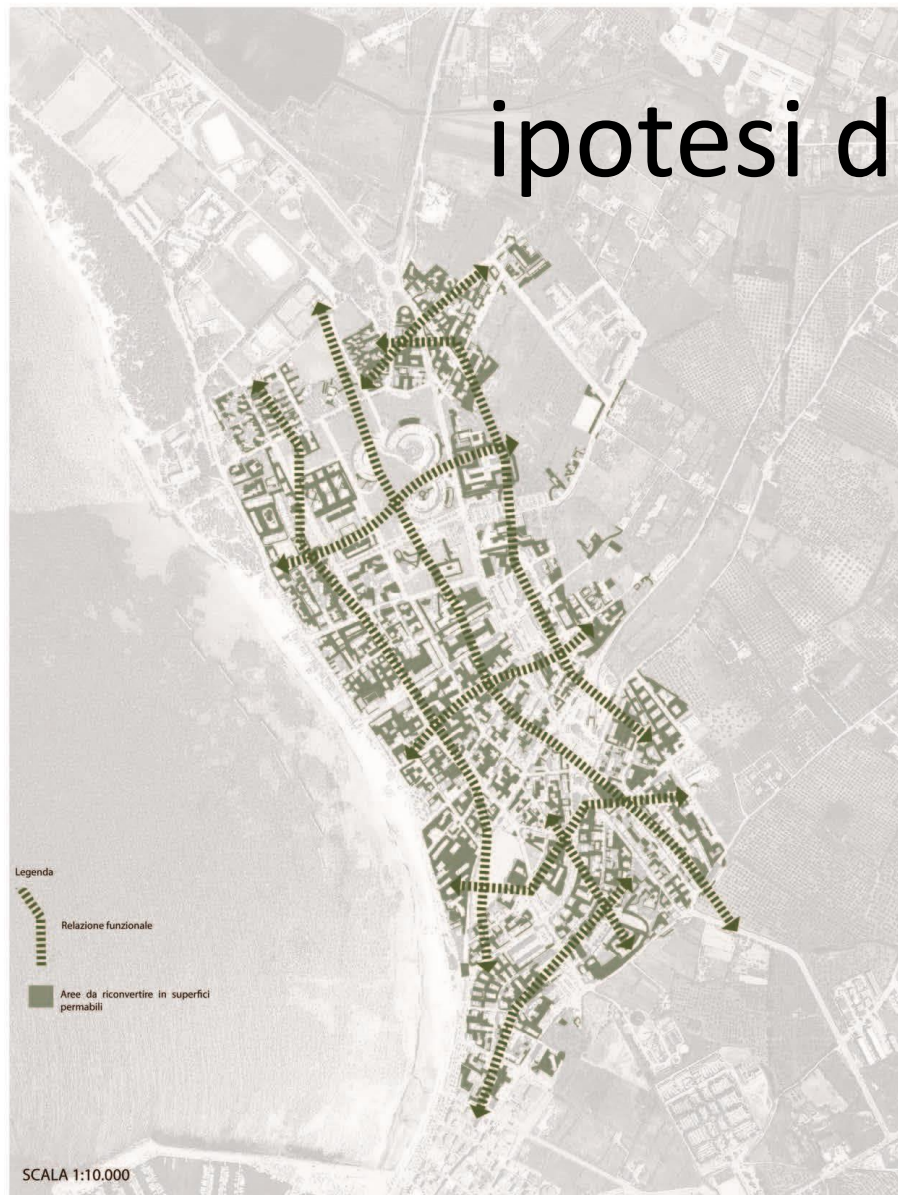 ipotesi d
Legenda
Relazione funzionale
Aree da riconvertire in superfici
permabili
SCALA 1:10.000